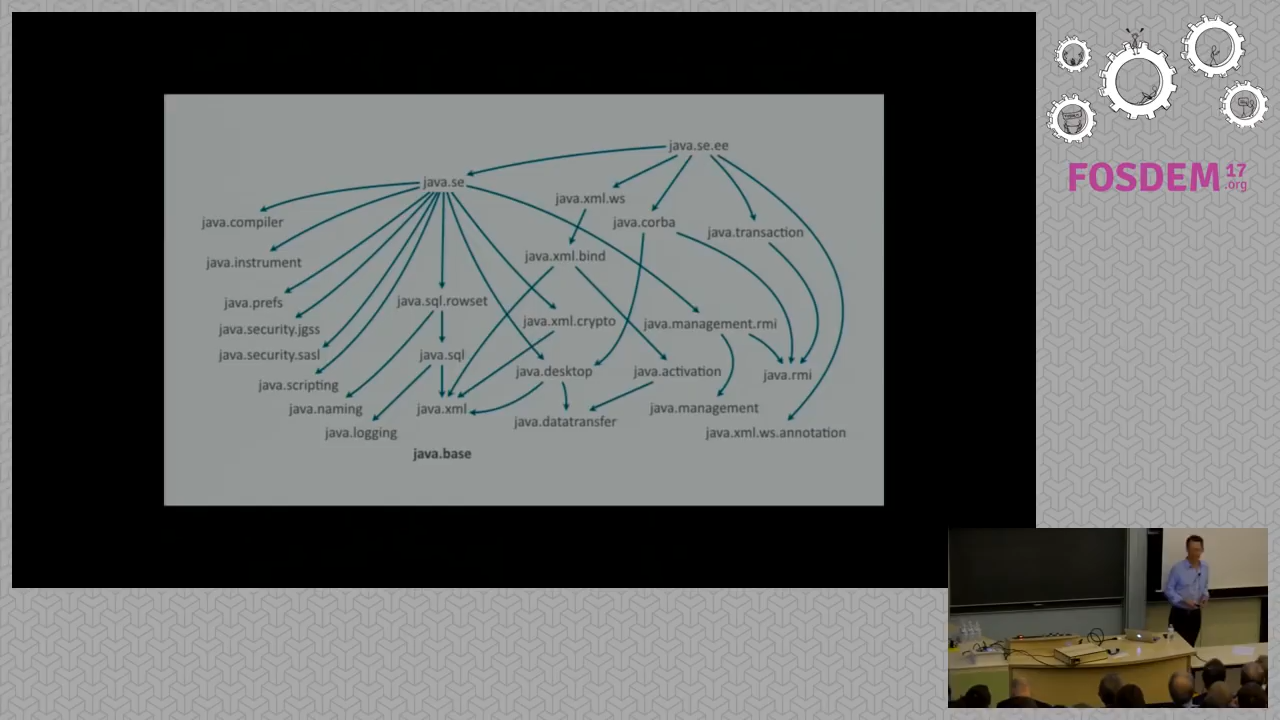 java.se.ee
java.se
java.xml.ws
java.compiler
java.corba
java.transaction
java.xml.bind
java.instrument
java.prefs
java.sql.rowset
java.xml.crypto
java.management.rmi
java.security.jgss
java.security.sasl
java.sql
java.desktop
java.activation
java.rmi
java.scripting
java.naming
java.xml
java.datatransfer
java.management
java.logging
java.xml.ws.annotation
java.base
FOSDEM 17
.org